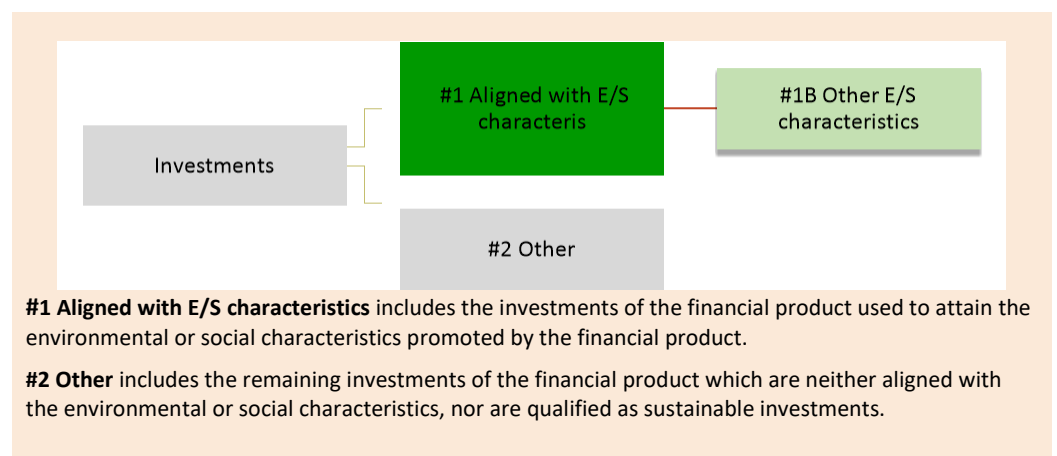 #1 Aligned with E/S
characteris
#1B Other E/S
characteristics
Investments
#2 Other
#1 Aligned with E/S characteristics includes the investments of the financial product used to attain the
environmental or social characteristics promoted by the financial product.
#2 Other includes the remaining investments of the financial product which are neither aligned with
the environmental or social characteristics, nor are qualified as sustainable investments.